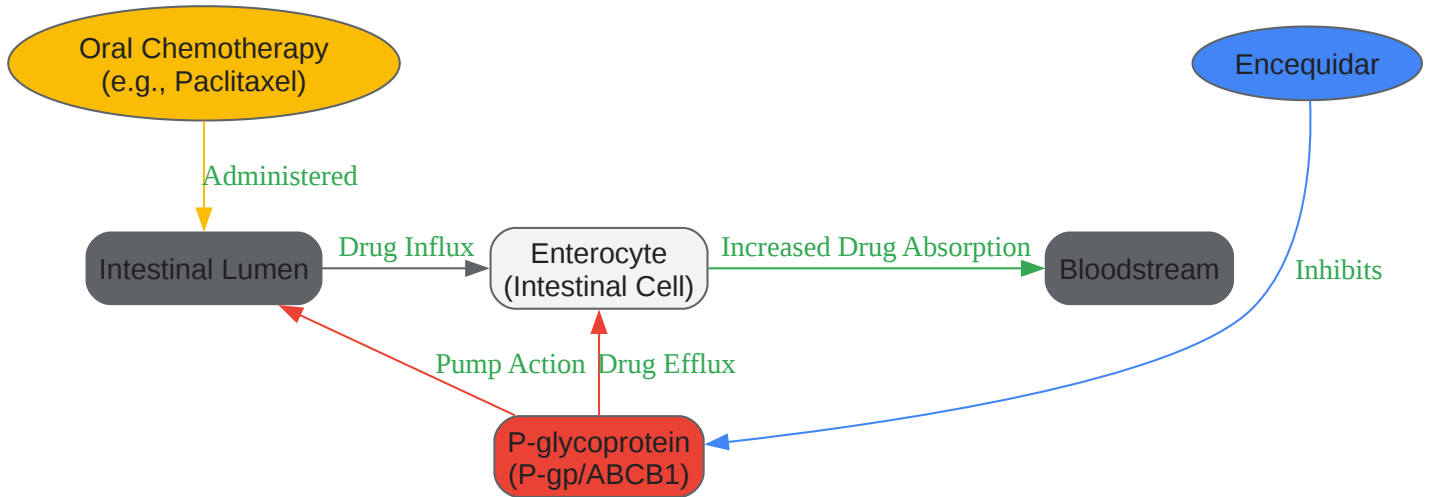 Oral Chemotherapy
(e.g., Paclitaxel)
Encequidar
Administered
Intestinal Lumen
Drug Influx
Enterocyte
(Intestinal Cell)
Increased Drug Absorption
Bloodstream
Inhibits
Pump Action
Drug Efflux
P-glycoprotein
(P-gp/ABCB1)